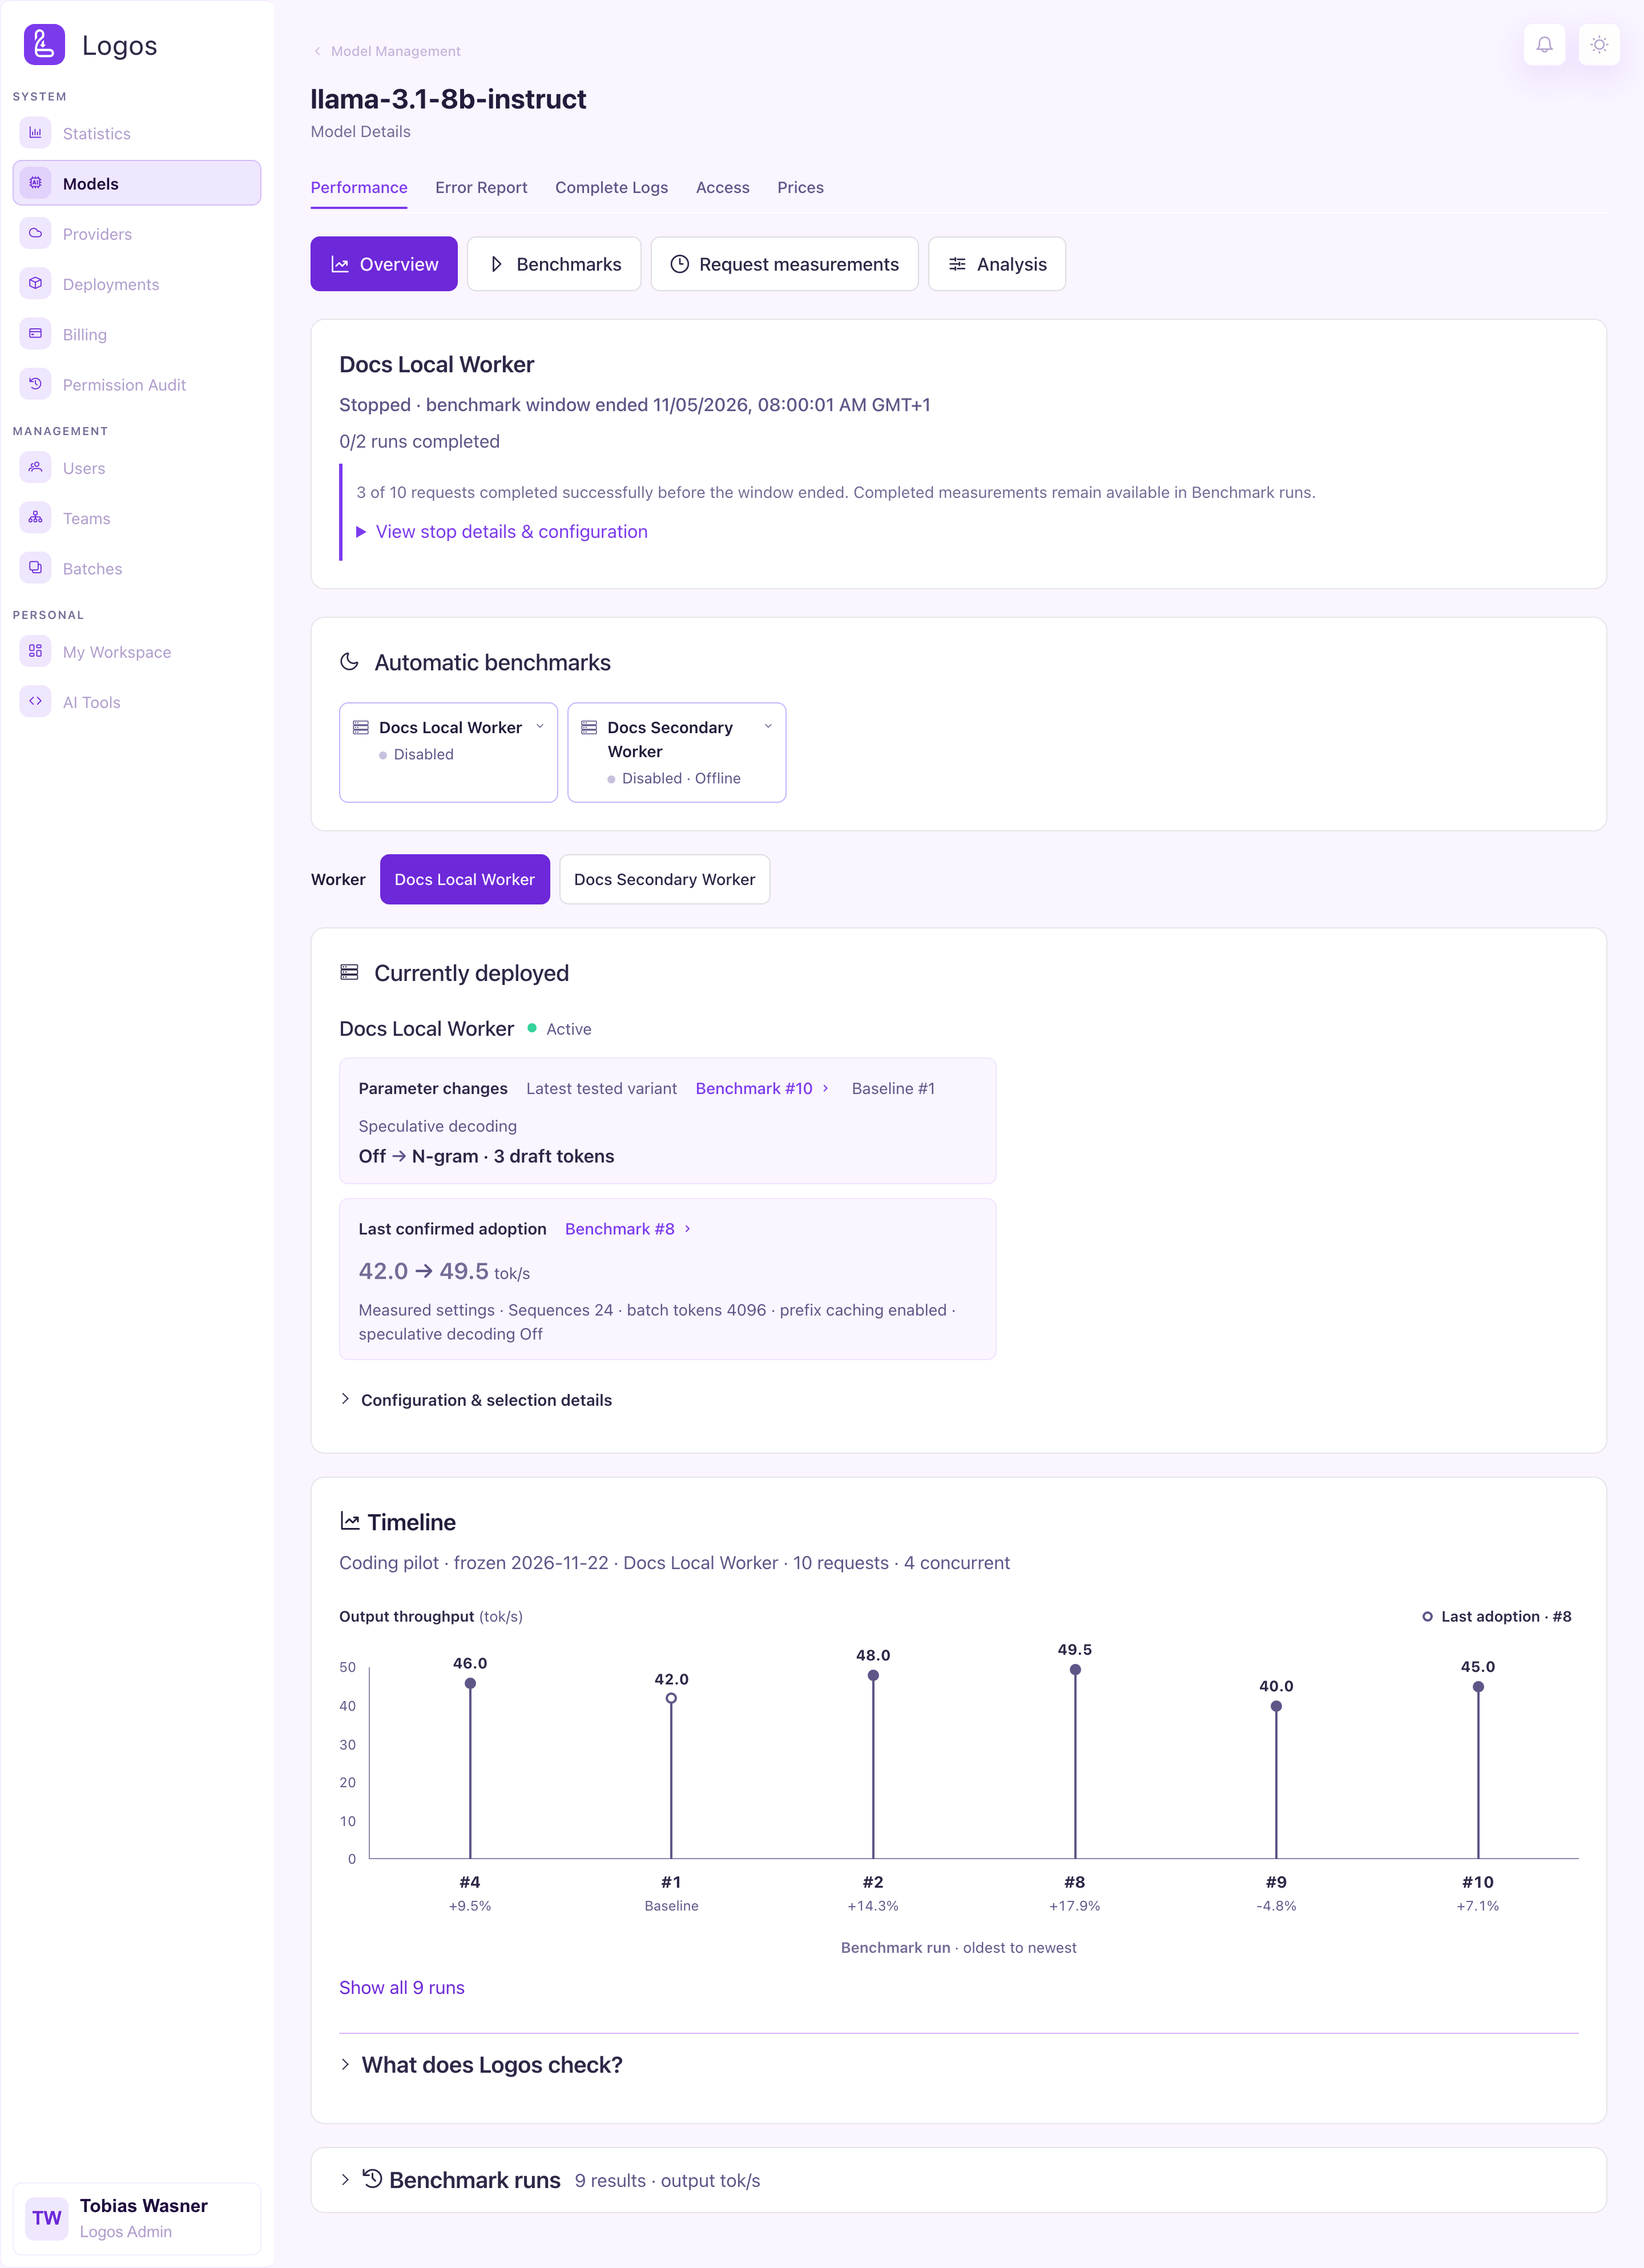 Logos
SYSTEM
Statistics
Models
Providers
Deployments
Billing
Permission Audit
MANAGEMENT
Users
Teams
Batches
PERSONAL
My Workspace
AI Tools
TW
Tobias Wasner
Logos Admin
Model Management
llama-3.1-8b-instruct
Model Details
Performance Error Report Complete Logs Access Prices
Overview Benchmarks Request measurements Analysis
Docs Local Worker
Stopped · benchmark window ended 11/05/2026, 08:00:01 AM GMT+1
0/2 runs completed
3 of 10 requests completed successfully before the window ended. Completed measurements remain available in Benchmark runs.
View stop details & configuration
Automatic benchmarks
Docs Local Worker
Disabled
Docs Secondary
Worker
Disabled · Offline
Worker Docs Local Worker Docs Secondary Worker
Currently deployed
Docs Local Worker Active
Parameter changes Latest tested variant Benchmark #10 Baseline #1
Speculative decoding
Off → N-gram · 3 draft tokens
Last confirmed adoption Benchmark #8
42.0 → 49.5 tok/s
Measured settings · Sequences 24 · batch tokens 4096 · prefix caching enabled ·
speculative decoding Off
Configuration & selection details
Timeline
Coding pilot · frozen 2026-11-22 · Docs Local Worker · 10 requests · 4 concurrent
Output throughput (tok/s) Last adoption · #8
50
40
30
20
10
0
46.0 42.0 48.0 49.5 40.0 45.0
#4 #1 #2 #8 #9 #10
+9.5% Baseline +14.3% +17.9% -4.8% +7.1%
Benchmark run · oldest to newest
Show all 9 runs
What does Logos check?
Benchmark runs 9 results · output tok/s